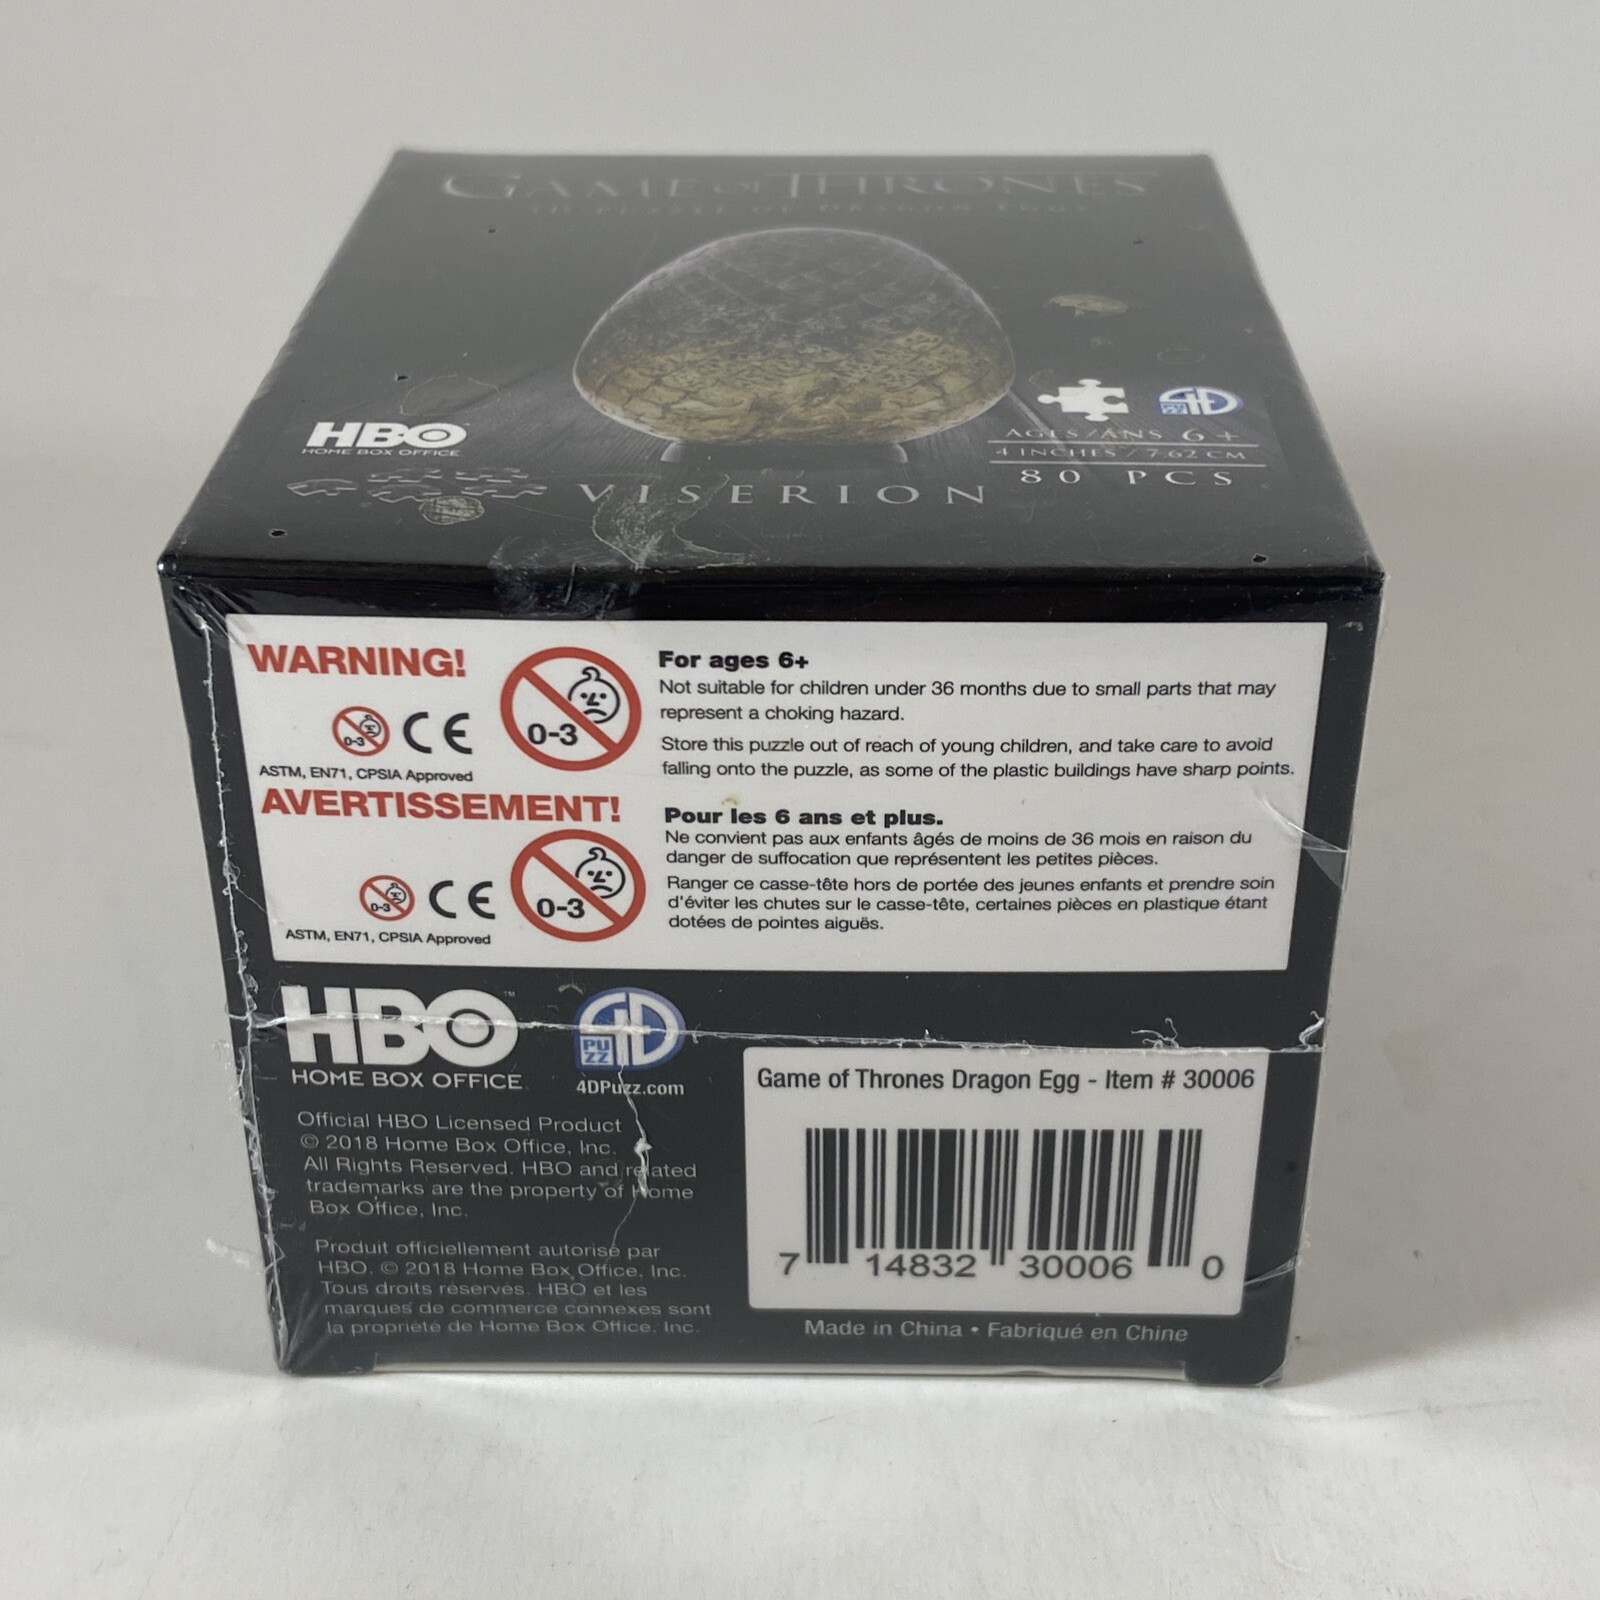 GAME OF THRONES
3D PUZZLE OF DRAGON EGGS
HBO
HOME BOX OFFICE
PUZZ 4D
AGES/ANS 6+
4 INCHES / 7.62 CM
80 PCS
VISERION
WARNING!
0-3
CE
0-3
ASTM, EN71, CPSIA Approved
For ages 6+
Not suitable for children under 36 months due to small parts that may
represent a choking hazard.
Store this puzzle out of reach of young children, and take care to avoid
falling onto the puzzle, as some of the plastic buildings have sharp points.
AVERTISSEMENT!
0-3
CE
0-3
ASTM, EN71, CPSIA Approved
Pour les 6 ans et plus.
Ne convient pas aux enfants âgés de moins de 36 mois en raison du
danger de suffocation que représentent les petites pièces.
Ranger ce casse-tête hors de portée des jeunes enfants et prendre soin
d'éviter les chutes sur le casse-tête, certaines pièces en plastique étant
dotées de pointes aiguës.
HBO™
HOME BOX OFFICE
4D
PU
ZZ
4DPuzz.com
Official HBO Licensed Product
© 2018 Home Box Office, Inc.
All Rights Reserved. HBO and related
trademarks are the property of Home
Box Office, Inc.
Produit officiellement autorisé par
HBO. © 2018 Home Box Office, Inc.
Tous droits réservés. HBO et les
marques de commerce connexes sont
la propriété de Home Box Office, Inc.
Game of Thrones Dragon Egg - Item # 30006
7 14832 30006 0
Made in China • Fabriqué en Chine